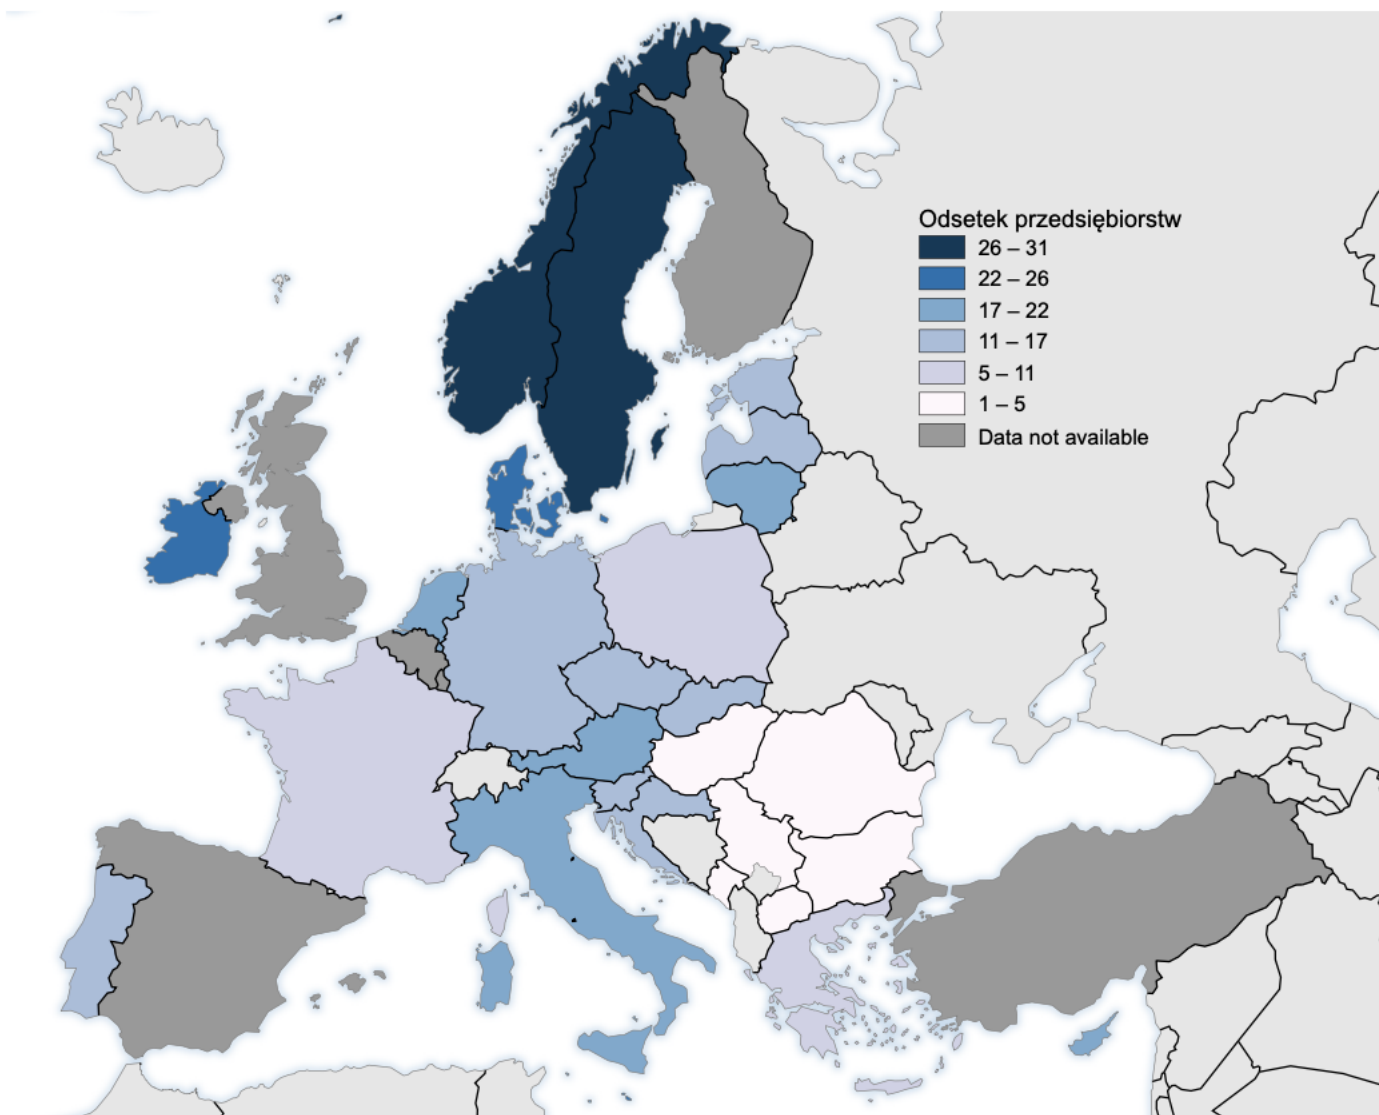 Odsetek przedsiębiorstw
26 – 31
22 – 26
17 – 22
11 – 17
5 – 11
1 – 5
Data not available